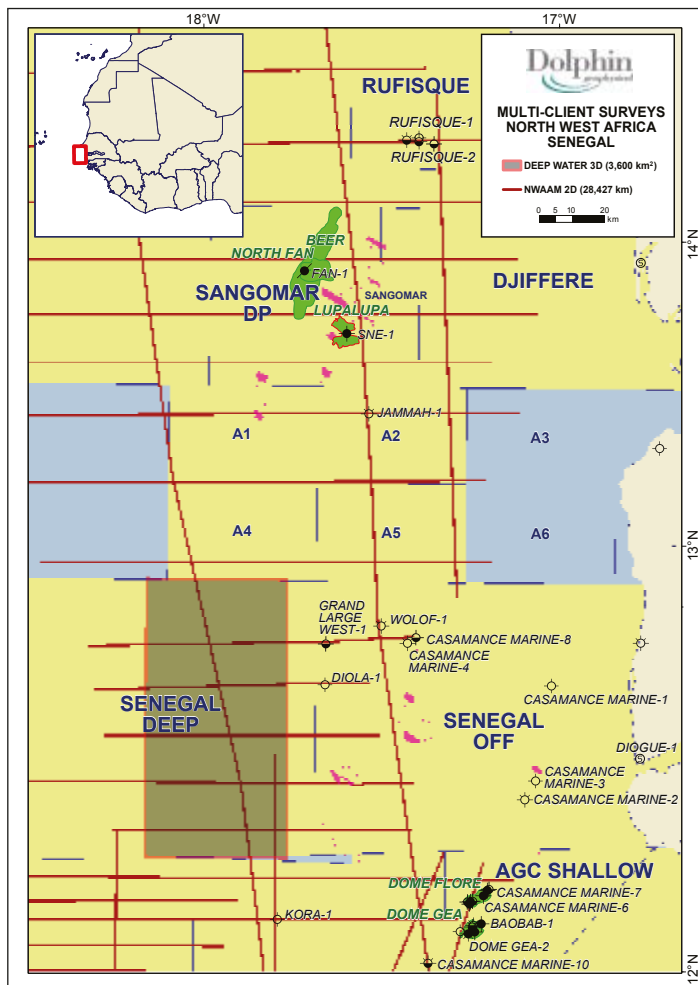 18°W
17°W
Dolphin
geophysical
MULTI-CLIENT SURVEYS
NORTH WEST AFRICA
SENEGAL
DEEP WATER 3D (3,600 km²)
NWAAM 2D (28,427 km)
0 5 10 20
km
RUFISQUE
RUFISQUE-1
RUFISQUE-2
14°N
BEER
NORTH FAN
FAN-1
DJIFFERE
SANGOMAR
DP
SANGOMAR
LUPALUPA
SNE-1
S
JAMMAH-1
A1
A2
A3
A4
A5
A6
13°N
GRAND
LARGE
WEST-1
WOLOF-1
CASAMANCE MARINE-8
CASAMANCE
MARINE-4
DIOLA-1
CASAMANCE MARINE-1
SENEGAL
DEEP
SENEGAL
OFF
DIOGUE-1
S
CASAMANCE
MARINE-3
CASAMANCE MARINE-2
AGC SHALLOW
DOME FLORE
CASAMANCE MARINE-7
CASAMANCE MARINE-6
DOME GEA
KORA-1
BAOBAB-1
DOME GEA-2
CASAMANCE MARINE-10
12°N